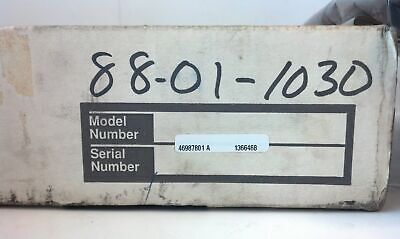 88-01-1030
Model
Number
46987801 A 1366468
Serial
Number